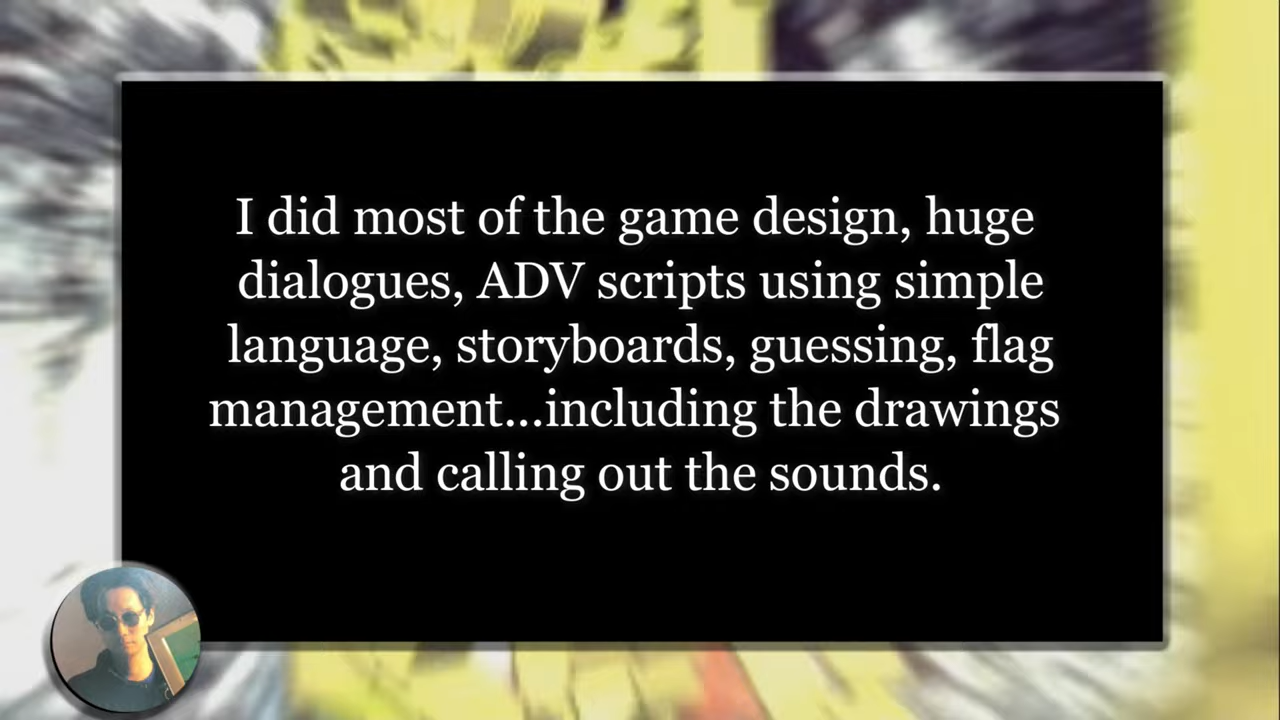 I did most of the game design, huge
dialogues, ADV scripts using simple
language, storyboards, guessing, flag
management...including the drawings
and calling out the sounds.